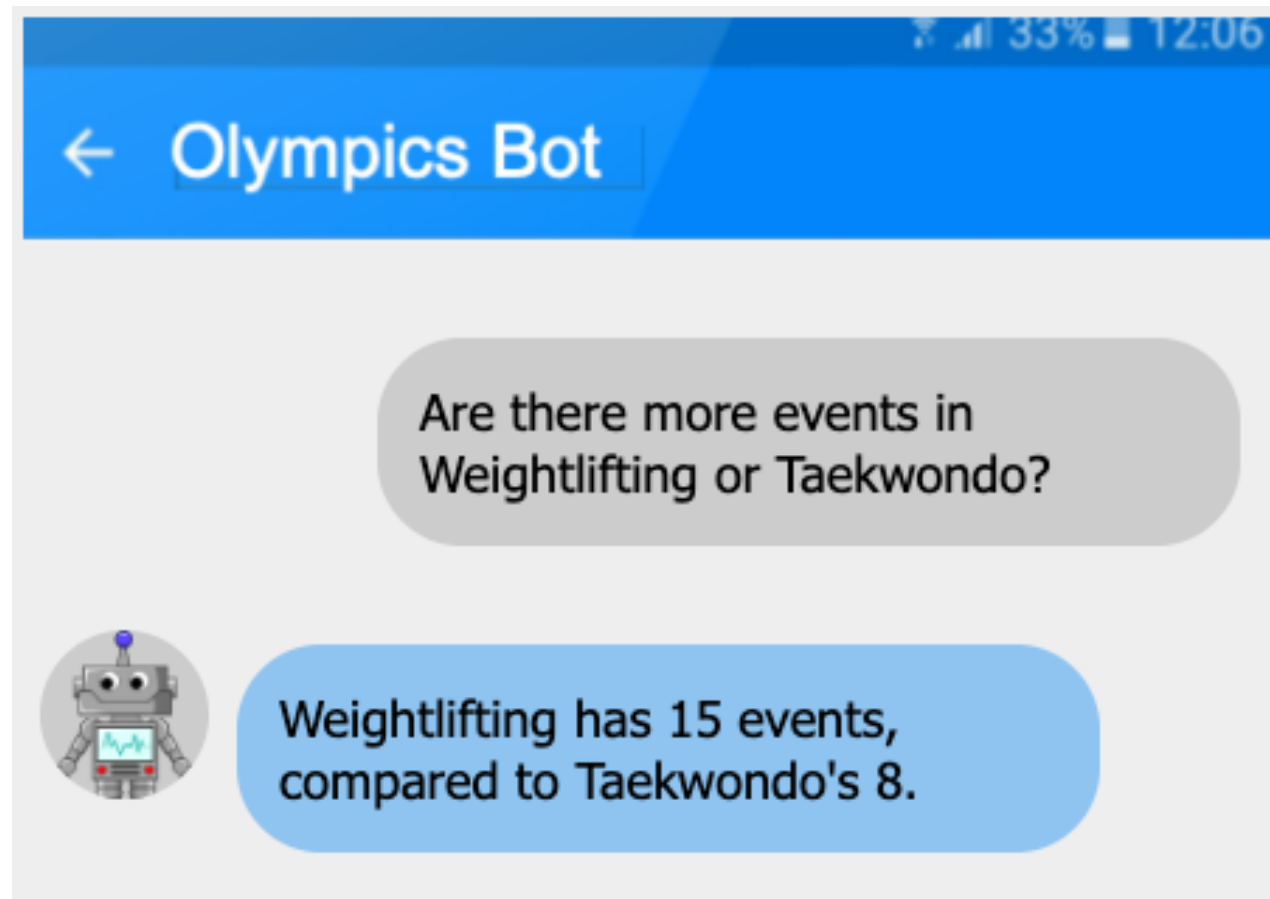 33% 12:06
Olympics Bot
Are there more events in
Weightlifting or Taekwondo?
Weightlifting has 15 events,
compared to Taekwondo's 8.